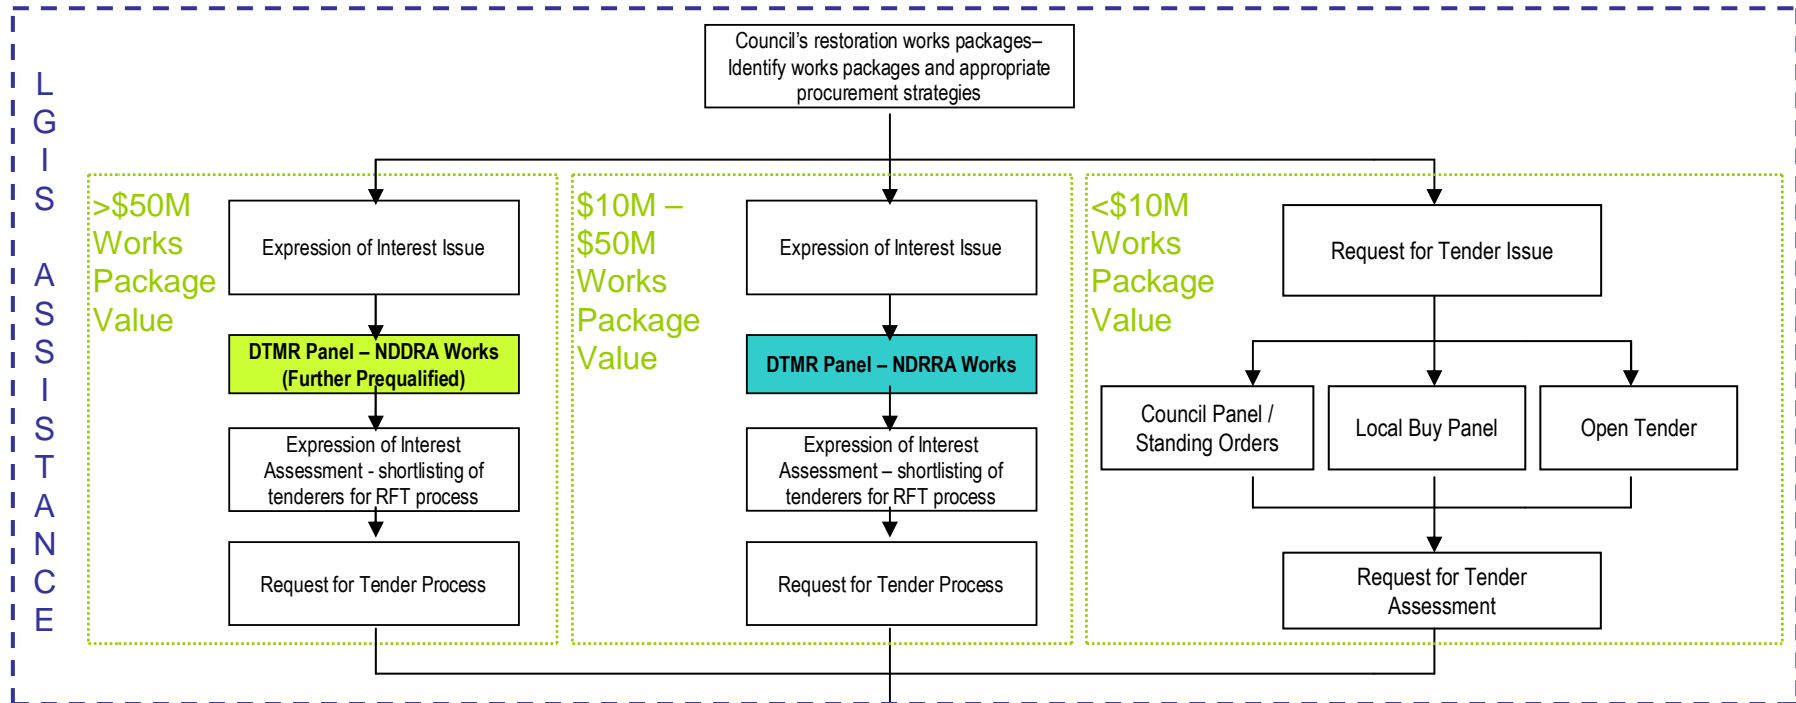 Council’s restoration works packages–
Identify works packages and appropriate
procurement strategies
LGIS ASSISTANCE
>$50M
Works
Package
Value
Expression of Interest Issue
DTMR Panel – NDDRA Works
(Further Prequalified)
Expression of Interest
Assessment - shortlisting of
tenderers for RFT process
Request for Tender Process
$10M –
$50M
Works
Package
Value
Expression of Interest Issue
DTMR Panel – NDRRA Works
Expression of Interest
Assessment – shortlisting of
tenderers for RFT process
Request for Tender Process
<$10M
Works
Package
Value
Request for Tender Issue
Council Panel /
Standing Orders
Local Buy Panel
Open Tender
Request for Tender
Assessment